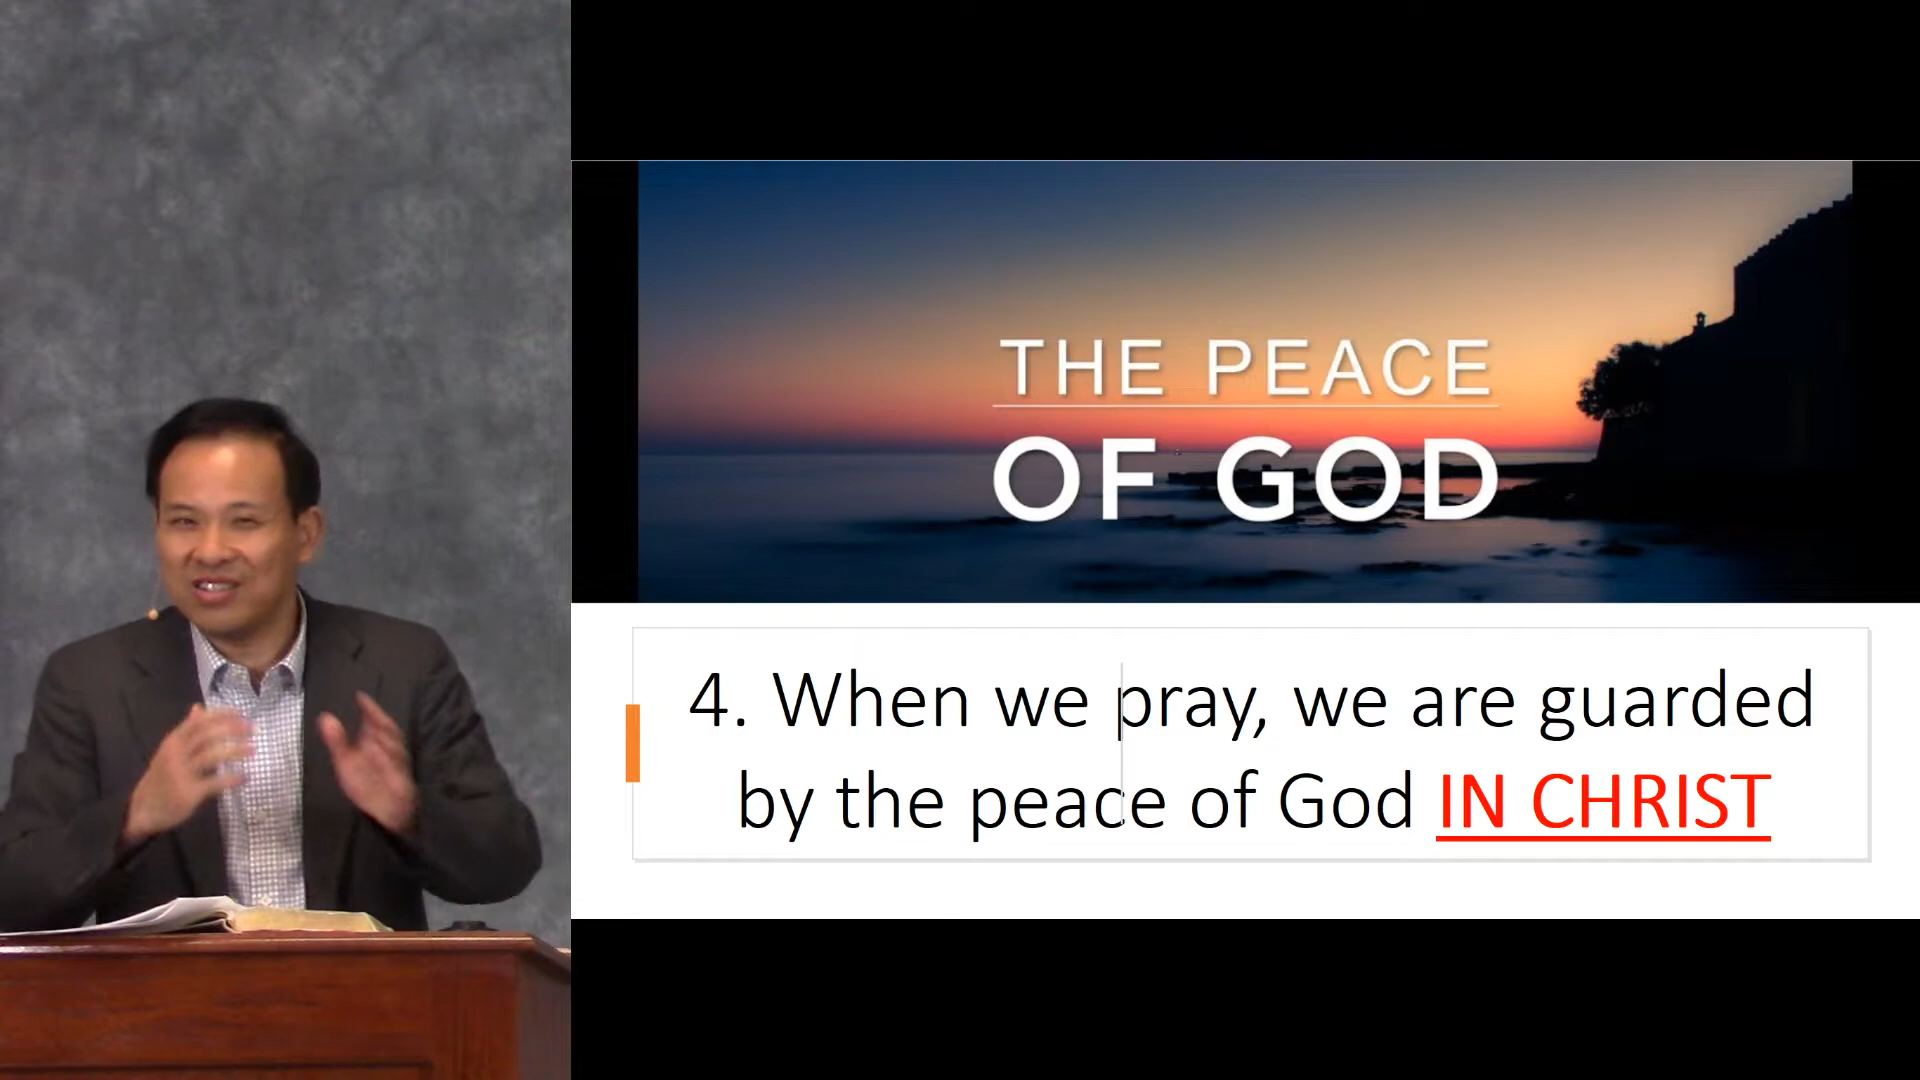 THE PEACE
OF GOD
4. When we pray, we are guarded
by the peace of God IN CHRIST